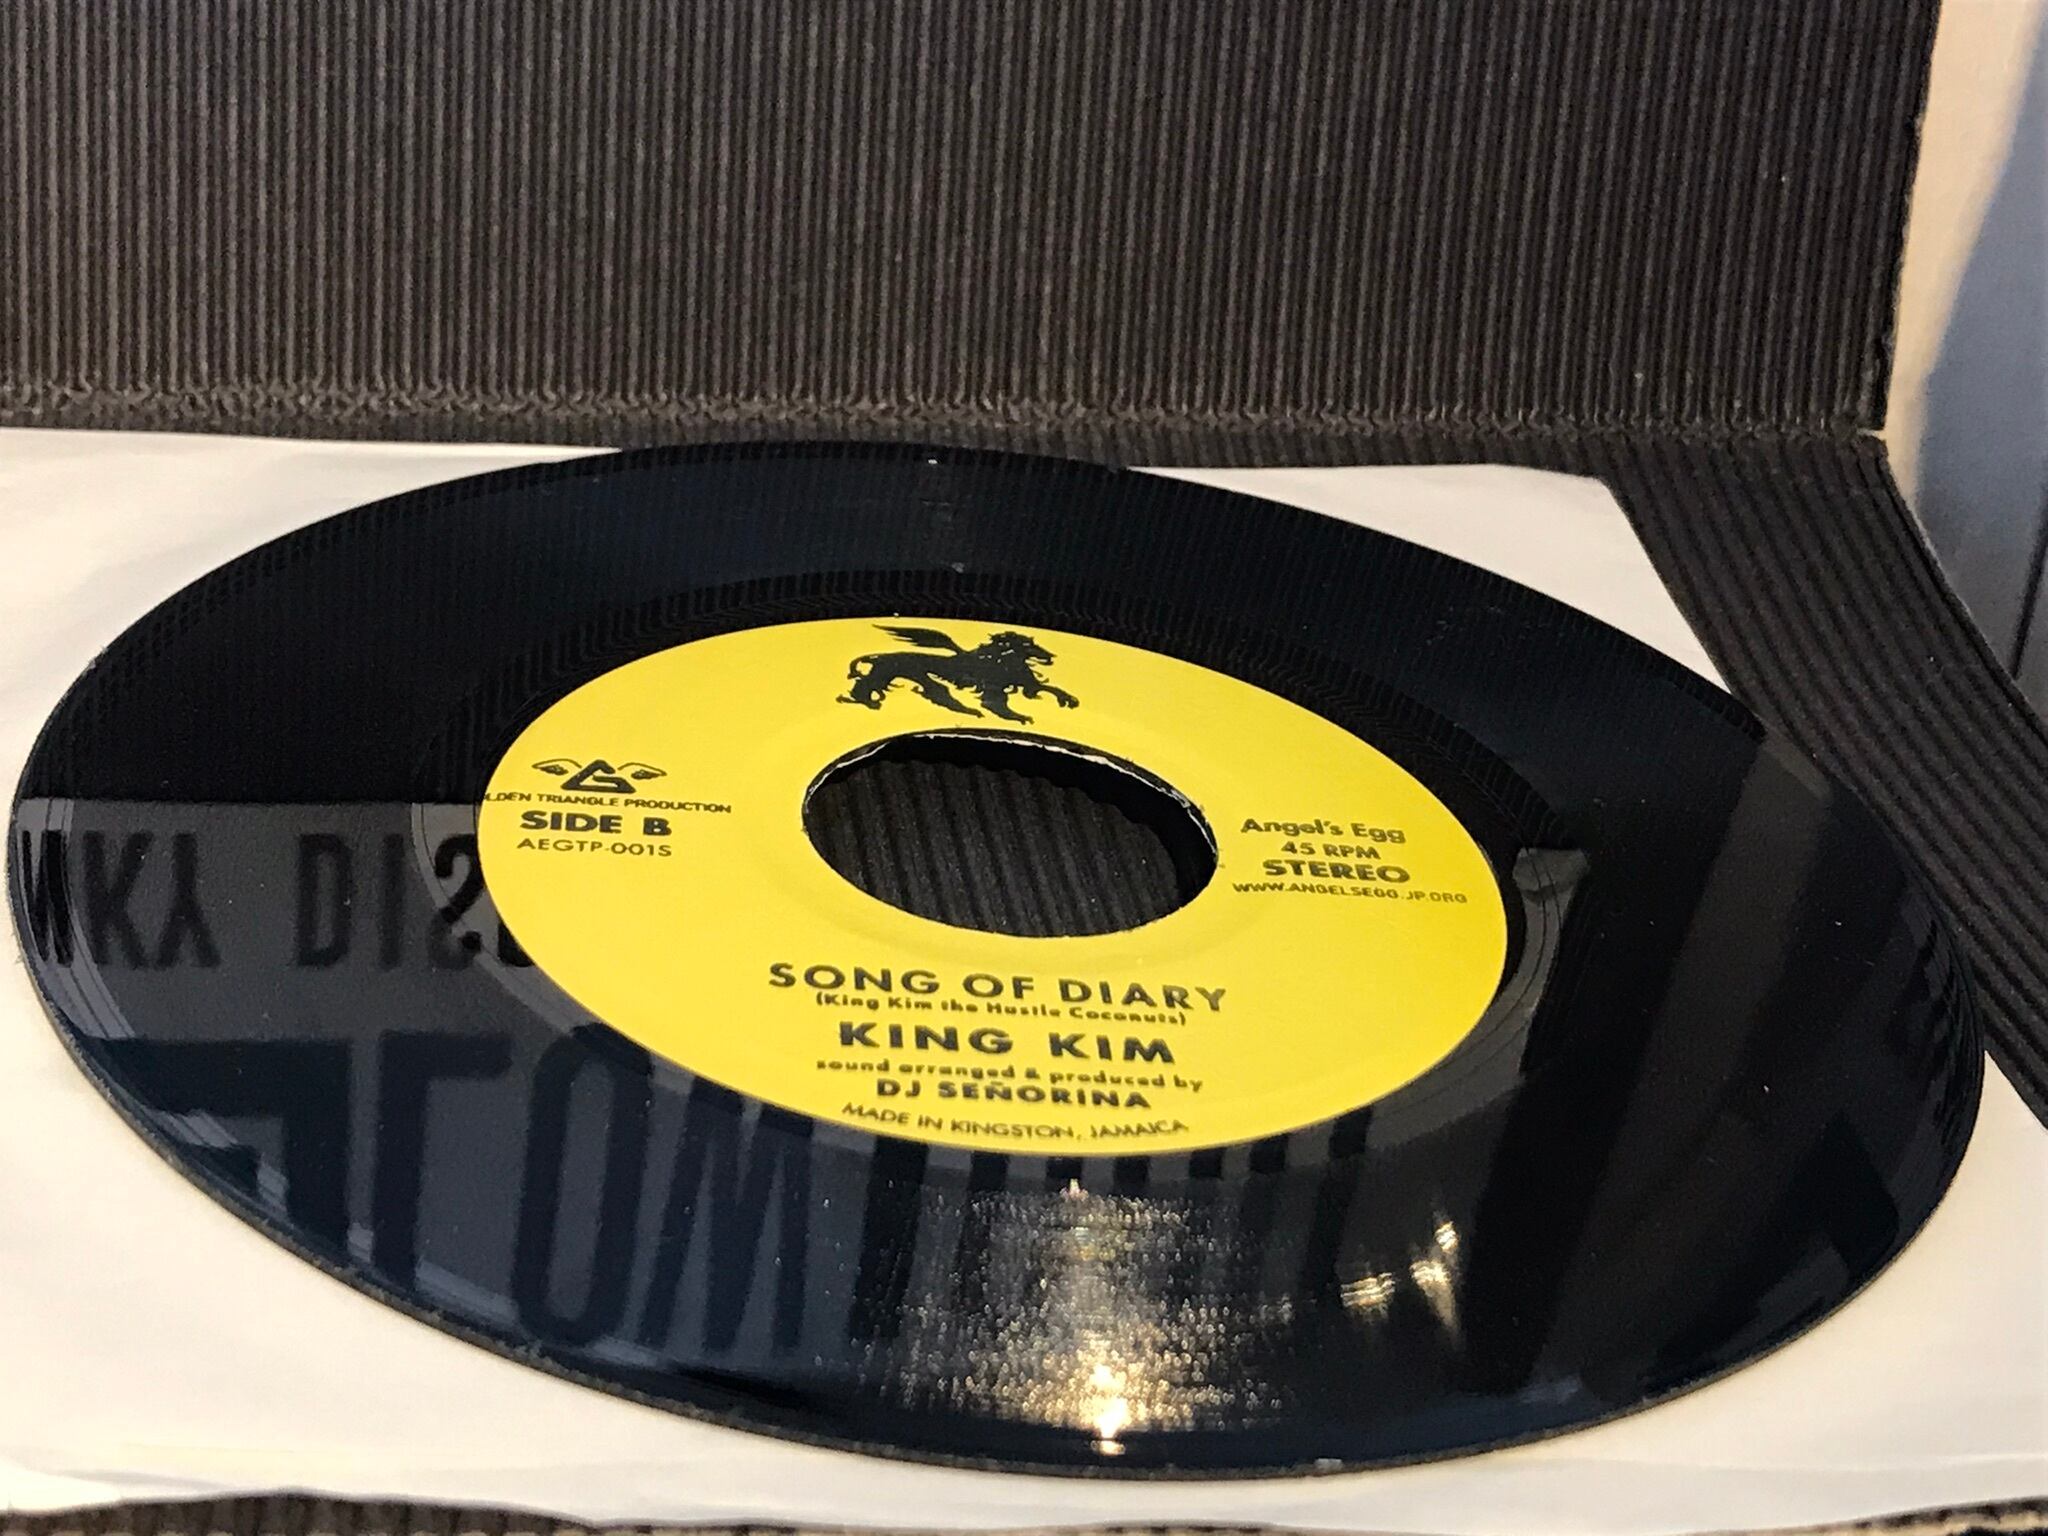 LDEN TRIANGLE PRODUCTION
SIDE B
AEGTP-001S
Angel's Egg
45 RPM
STEREO
WWW.ANGELSEGG.JP.ORG
SONG OF DIARY
(King Kim the Hustle Coconuts)
KING KIM
sound arranged & produced by
DJ SEÑORINA
MADE IN KINGSTON, JAMAICA